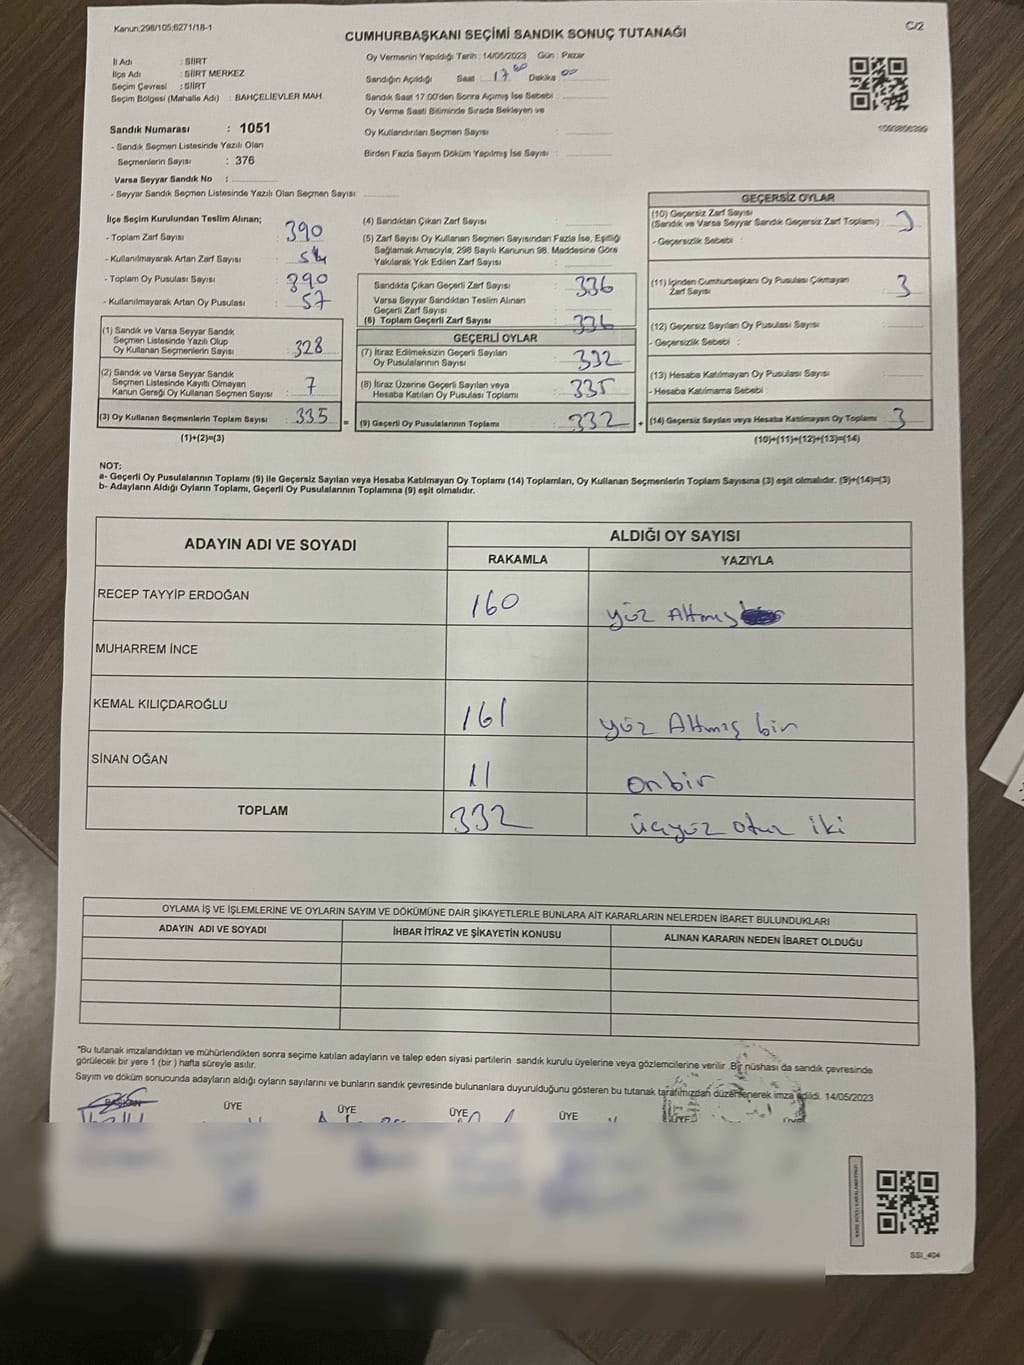 Kanun:298/105;6271/18-1
C/2
CUMHURBAŞKANI SEÇİMİ SANDIK SONUÇ TUTANAĞI
İl Adı : SİİRT
İlçe Adı : SİİRT MERKEZ
Seçim Çevresi : SİİRT
Seçim Bölgesi (Mahalle Adı) : BAHÇELİEVLER MAH.
Sandık Numarası : 1051
- Sandık Seçmen Listesinde Yazılı Olan
Seçmenlerin Sayısı : 376
Varsa Seyyar Sandık No :
- Seyyar Sandık Seçmen Listesinde Yazılı Olan Seçmen Sayısı
Oy Vermenin Yapıldığı Tarih :14/05/2023 Gün : Pazar
Sandığın Açıldığı Saat : 17 00 Dakika : 00
Sandık Saat 17:00'den Sonra Açımış İse Sebebi :
Oy Verme Saati Bitiminde Sırada Bekleyen ve
Oy Kullandırılan Seçmen Sayısı
Birden Fazla Sayım Döküm Yapılmış İse Sayısı :
İlçe Seçim Kurulundan Teslim Alınan;
- Toplam Zarf Sayısı : 390
- Kullanılmayarak Artan Zarf Sayısı : 54
- Toplam Oy Pusulası Sayısı : 390
- Kullanılmayarak Artan Oy Pusulası : 57
(1) Sandık ve Varsa Seyyar Sandık
Seçmen Listesinde Yazılı Olup
Oy Kullanan Seçmenlerin Sayısı : 328
(2) Sandık ve Varsa Seyyar Sandık
Seçmen Listesinde Kayıtlı Olmayan
Kanun Gereği Oy Kullanan Seçmen Sayısı : 7
(3) Oy Kullanan Seçmenlerin Toplam Sayısı : 335
(1)+(2)=(3)
(4) Sandıktan Çıkan Zarf Sayısı :
(5) Zarf Sayısı Oy Kullanan Seçmen Sayısından Fazla İse, Eşitliği
Sağlamak Amacıyla, 298 Sayılı Kanunun 98. Maddesine Göre
Yakılarak Yok Edilen Zarf Sayısı :
Sandıkta Çıkan Geçerli Zarf Sayısı : 336
Varsa Seyyar Sandıktan Teslim Alınan
Geçerli Zarf Sayısı :
(6) Toplam Geçerli Zarf Sayısı : 336
GEÇERLİ OYLAR
(7) İtiraz Edilmeksizin Geçerli Sayılan
Oy Pusulalarının Sayısı : 332
(8) İtiraz Üzerine Geçerli Sayılan veya
Hesaba Katılan Oy Pusulası Toplamı : 335
= (9) Geçerli Oy Pusulalarının Toplamı : 332 +
GEÇERSİZ OYLAR
(10) Geçersiz Zarf Sayısı
(Sandık ve Varsa Seyyar Sandık Geçersiz Zarf Toplamı) : 3
- Geçersizlik Sebebi :
(11) İçinden Cumhurbaşkanı Oy Pusulası Çıkmayan
Zarf Sayısı : 3
(12) Geçersiz Sayılan Oy Pusulası Sayısı :
- Geçersizlik Sebebi :
(13) Hesaba Katılmayan Oy Pusulası Sayısı :
- Hesaba Katılmama Sebebi :
(14) Geçersiz Sayılan veya Hesaba Katılmayan Oy Toplamı : 3
(10)+(11)+(12)+(13)=(14)
NOT:
a- Geçerli Oy Pusulalarının Toplamı (9) ile Geçersiz Sayılan veya Hesaba Katılmayan Oy Toplamı (14) Toplamları, Oy Kullanan Seçmenlerin Toplam Sayısına (3) eşit olmalıdır. (9)+(14)=(3)
b- Adayların Aldığı Oyların Toplamı, Geçerli Oy Pusulalarının Toplamına (9) eşit olmalıdır.
ADAYIN ADI VE SOYADI
ALDIĞI OY SAYISI
RAKAMLA YAZIYLA
RECEP TAYYİP ERDOĞAN 160 yüz Altmış
MUHARREM İNCE
KEMAL KILIÇDAROĞLU 161 yüz Altmış bir
SİNAN OĞAN 11 onbir
TOPLAM 332 üçyüz otuz iki
OYLAMA İŞ VE İŞLEMLERİNE VE OYLARIN SAYIM VE DÖKÜMÜNE DAİR ŞİKAYETLERLE BUNLARA AİT KARARLARIN NELERDEN İBARET BULUNDUKLARI
ADAYIN ADI VE SOYADI İHBAR İTİRAZ VE ŞİKAYETİN KONUSU ALINAN KARARIN NEDEN İBARET OLDUĞU
*Bu tutanak imzalandıktan ve mühürlendikten sonra seçime katılan adayların ve talep eden siyasi partilerin sandık kurulu üyelerine veya gözlemcilerine verilir. Bir nüshası da sandık çevresinde
görülecek bir yere 1 (bir ) hafta süreyle asılır.
Sayım ve döküm sonucunda adayların aldığı oyların sayılarını ve bunların sandık çevresinde bulunanlara duyurulduğunu gösteren bu tutanak tarafımızdan düzenlenerek imza edildi. 14/05/2023
BAŞKAN ÜYE ÜYE ÜYE ÜYE ÜYE ÜYE
SSI_404